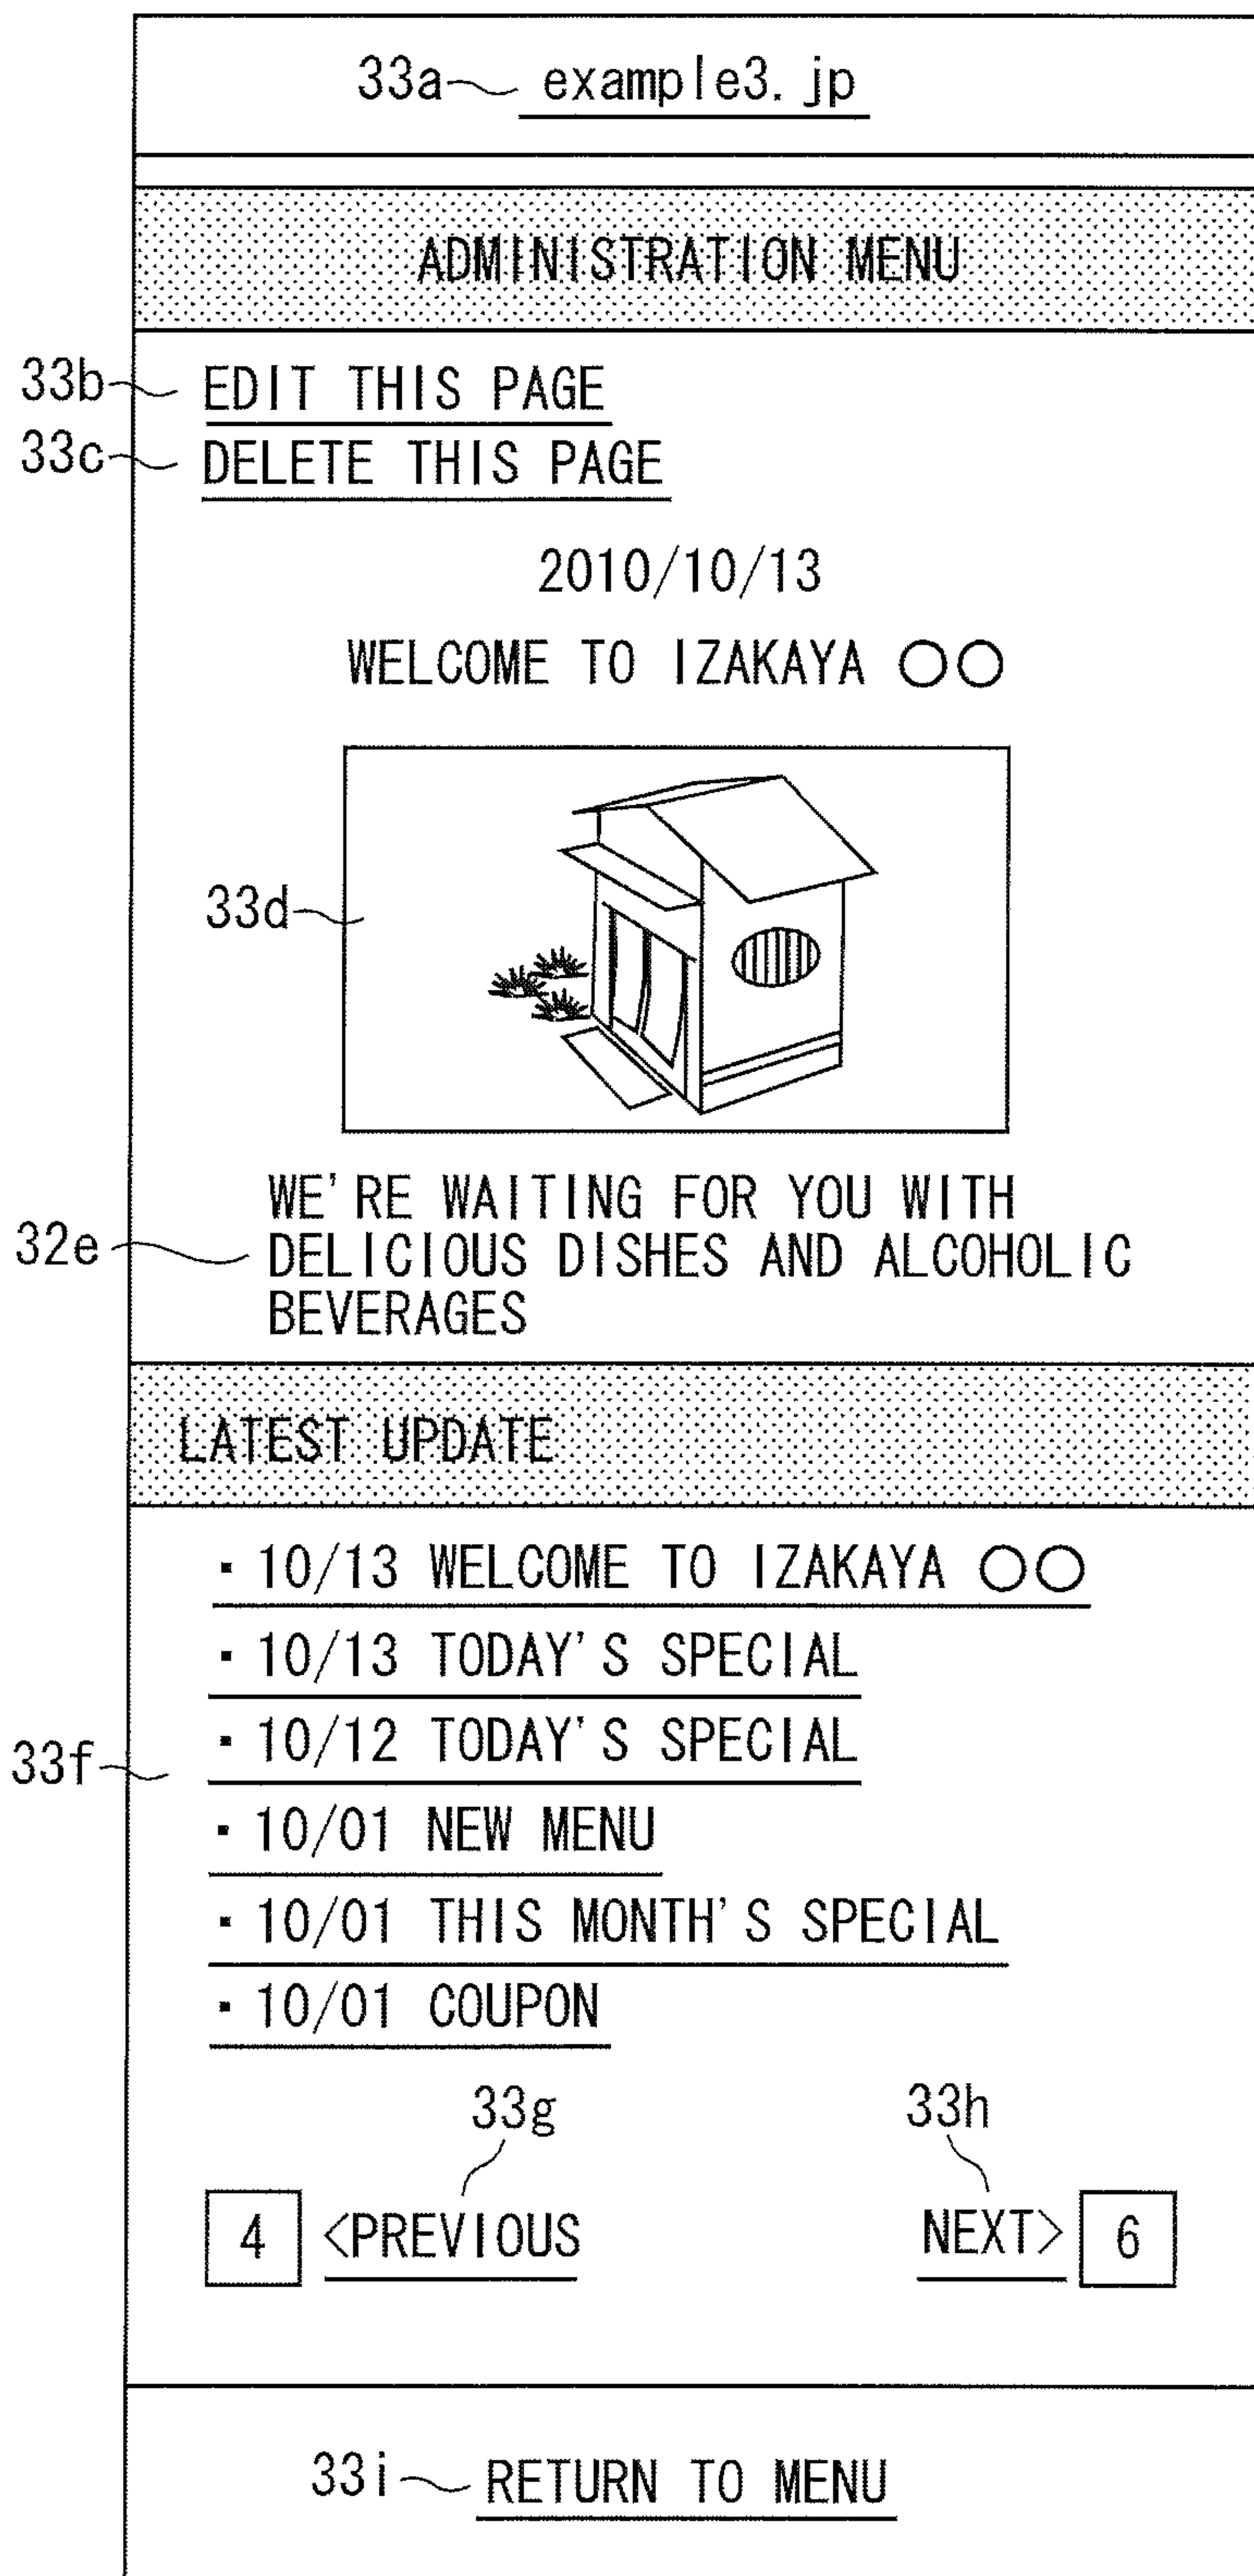 33a example3.jp
ADMINISTRATION MENU
33b EDIT THIS PAGE
33c DELETE THIS PAGE
2010/10/13
WELCOME TO IZAKAYA ○○
33d
WE'RE WAITING FOR YOU WITH
32e DELICIOUS DISHES AND ALCOHOLIC
BEVERAGES
LATEST UPDATE
・10/13 WELCOME TO IZAKAYA ○○
・10/13 TODAY'S SPECIAL
33f ・10/12 TODAY'S SPECIAL
・10/01 NEW MENU
・10/01 THIS MONTH'S SPECIAL
・10/01 COUPON
33g 33h
4 <PREVIOUS NEXT> 6
33i RETURN TO MENU